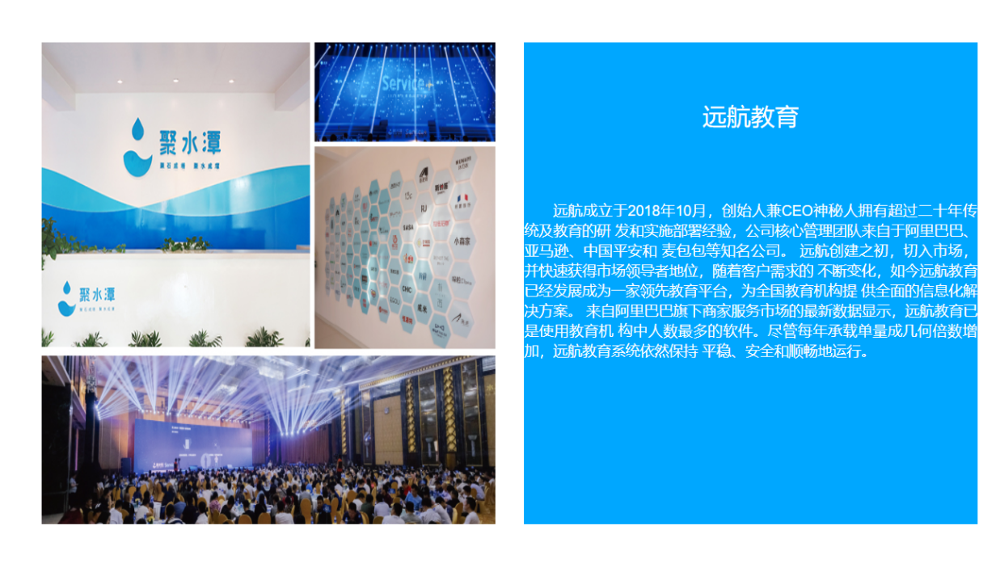 聚水潭
聚水潭
Service
RJ
SASA
CHC
小森家
远航教育
远航成立于2018年10月，创始人兼CEO神秘人拥有超过二十年传
统及教育的研 发和实施部署经验，公司核心管理团队来自于阿里巴巴、
亚马逊、中国平安和 麦包包等知名公司。 远航创建之初，切入市场，
并快速获得市场领导者地位，随着客户需求的 不断变化，如今远航教育
已经发展成为一家领先教育平台，为全国教育机构提 供全面的信息化解
决方案。 来自阿里巴巴旗下商家服务市场的最新数据显示，远航教育已
是使用教育机 构中人数最多的软件。尽管每年承载单量成几何倍数增
加，远航教育系统依然保持 平稳、安全和顺畅地运行。